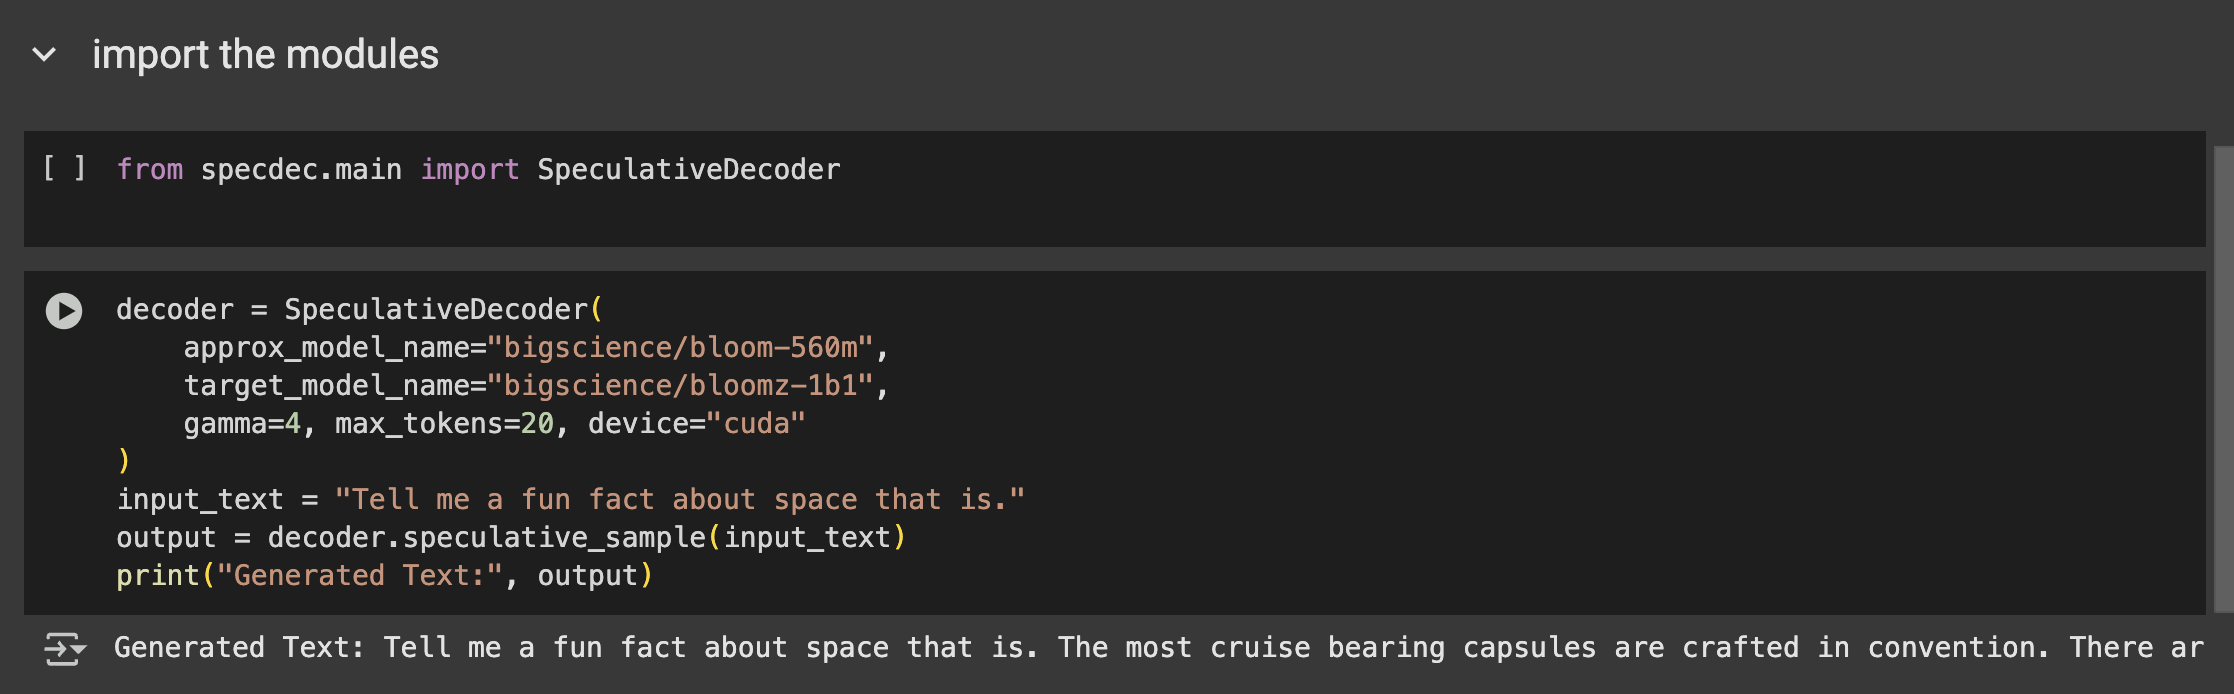 import the modules
[ ] from specdec.main import SpeculativeDecoder
decoder = SpeculativeDecoder(
    approx_model_name="bigscience/bloom-560m",
    target_model_name="bigscience/bloomz-1b1",
    gamma=4, max_tokens=20, device="cuda"
)
input_text = "Tell me a fun fact about space that is."
output = decoder.speculative_sample(input_text)
print("Generated Text:", output)
Generated Text: Tell me a fun fact about space that is. The most cruise bearing capsules are crafted in convention. There ar